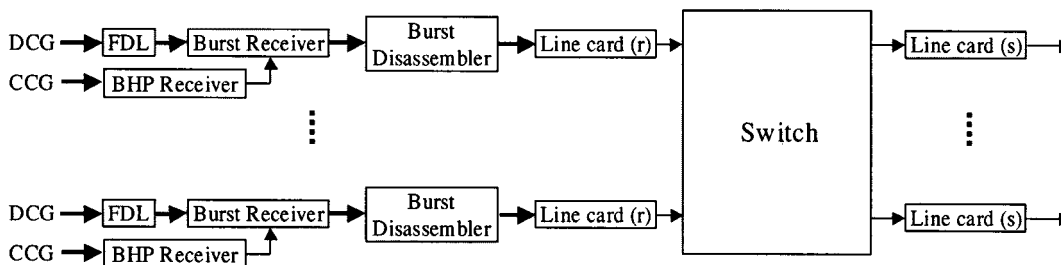 DCG FDL Burst Receiver Burst Disassembler Line card (r) Line card (s)
CCG BHP Receiver
Switch
DCG FDL Burst Receiver Burst Disassembler Line card (r) Line card (s)
CCG BHP Receiver